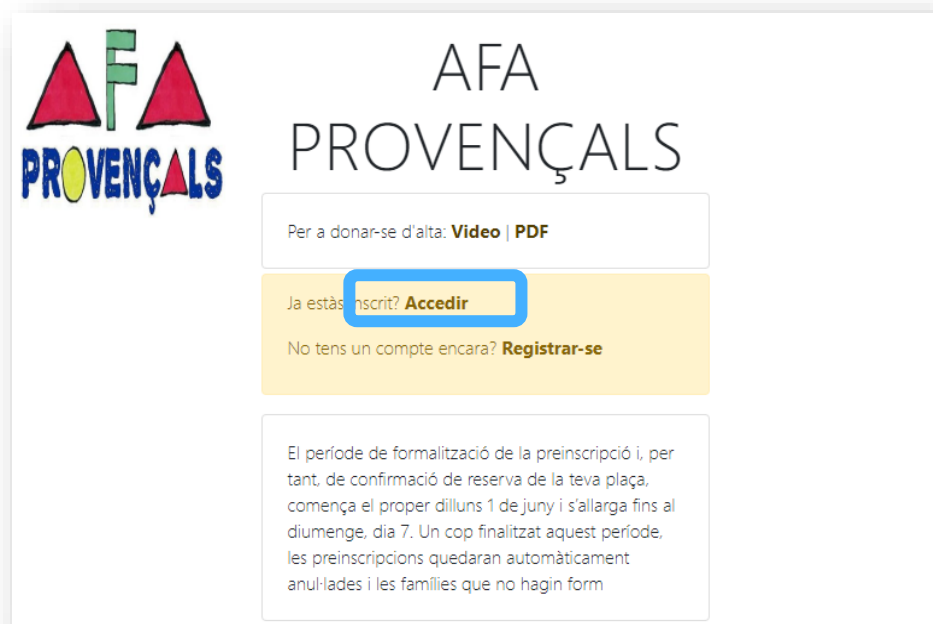 AFA
PROVENÇALS
AFA
PROVENÇALS
Per a donar-se d'alta: Video | PDF
Ja estàs inscrit? Accedir
No tens un compte encara? Registrar-se
El període de formalització de la preinscripció i, per
tant, de confirmació de reserva de la teva plaça,
comença el proper dilluns 1 de juny i s'allarga fins al
diumenge, dia 7. Un cop finalitzat aquest període,
les preinscripcions quedaran automàticament
anul·lades i les famílies que no hagin form